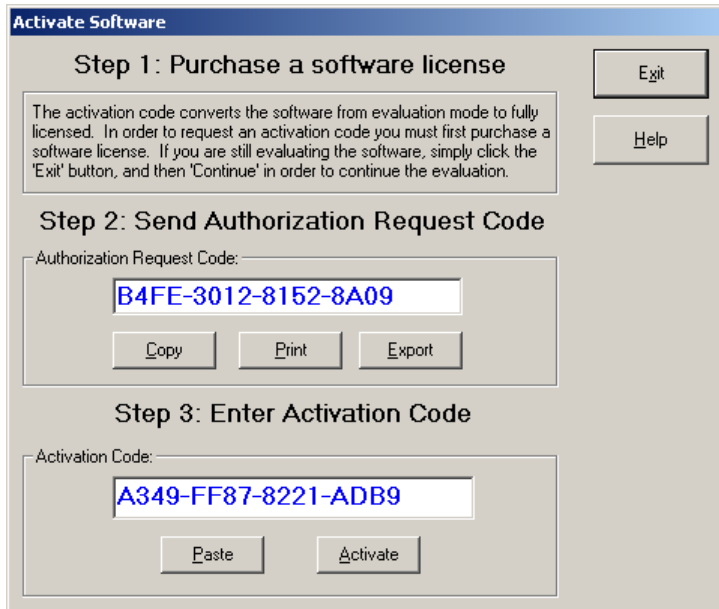 Activate Software
Step 1: Purchase a software license
Exit
The activation code converts the software from evaluation mode to fully
licensed. In order to request an activation code you must first purchase a
software license. If you are still evaluating the software, simply click the
'Exit' button, and then 'Continue' in order to continue the evaluation.
Help
Step 2: Send Authorization Request Code
Authorization Request Code:
B4FE-3012-8152-8A09
Copy Print Export
Step 3: Enter Activation Code
Activation Code:
A349-FF87-8221-ADB9
Paste Activate